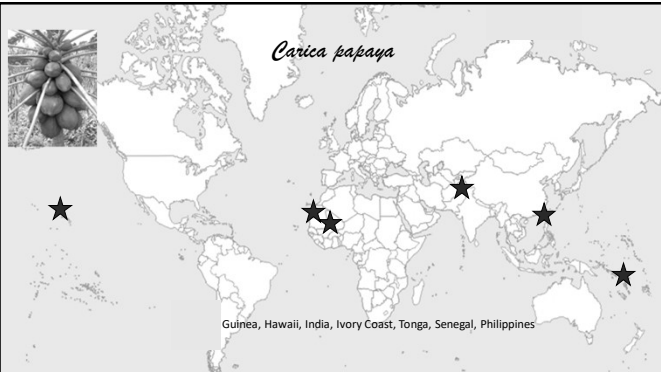 Carica papaya
Guinea, Hawaii, India, Ivory Coast, Tonga, Senegal, Philippines